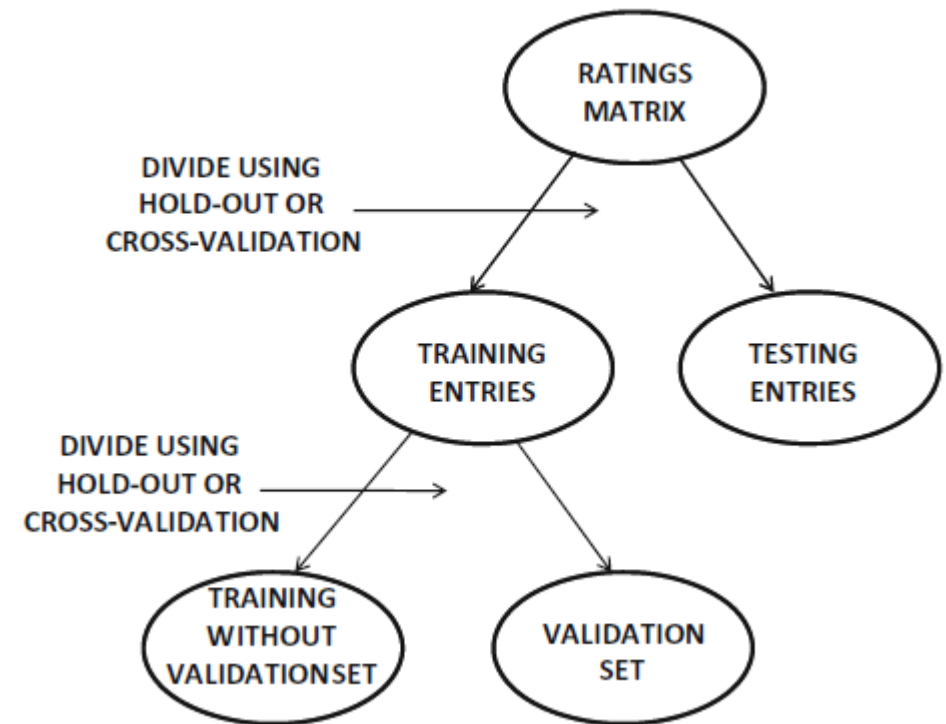 RATINGS
MATRIX
DIVIDE USING
HOLD-OUT OR
CROSS-VALIDATION
TRAINING
ENTRIES
TESTING
ENTRIES
DIVIDE USING
HOLD-OUT OR
CROSS-VALIDATION
TRAINING
WITHOUT
VALIDATIONSET
VALIDATION
SET